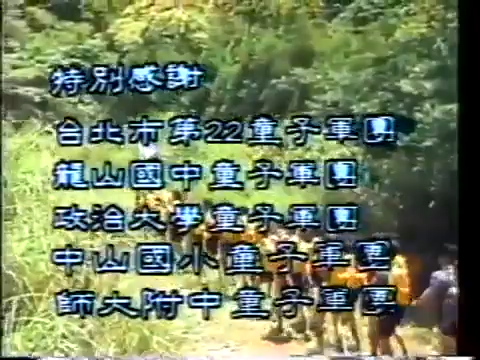 特別感謝
台北市第22童子軍團
龍山國中童子軍團
政治大學童子軍團
中山國小童子軍團
師大附中童子軍團